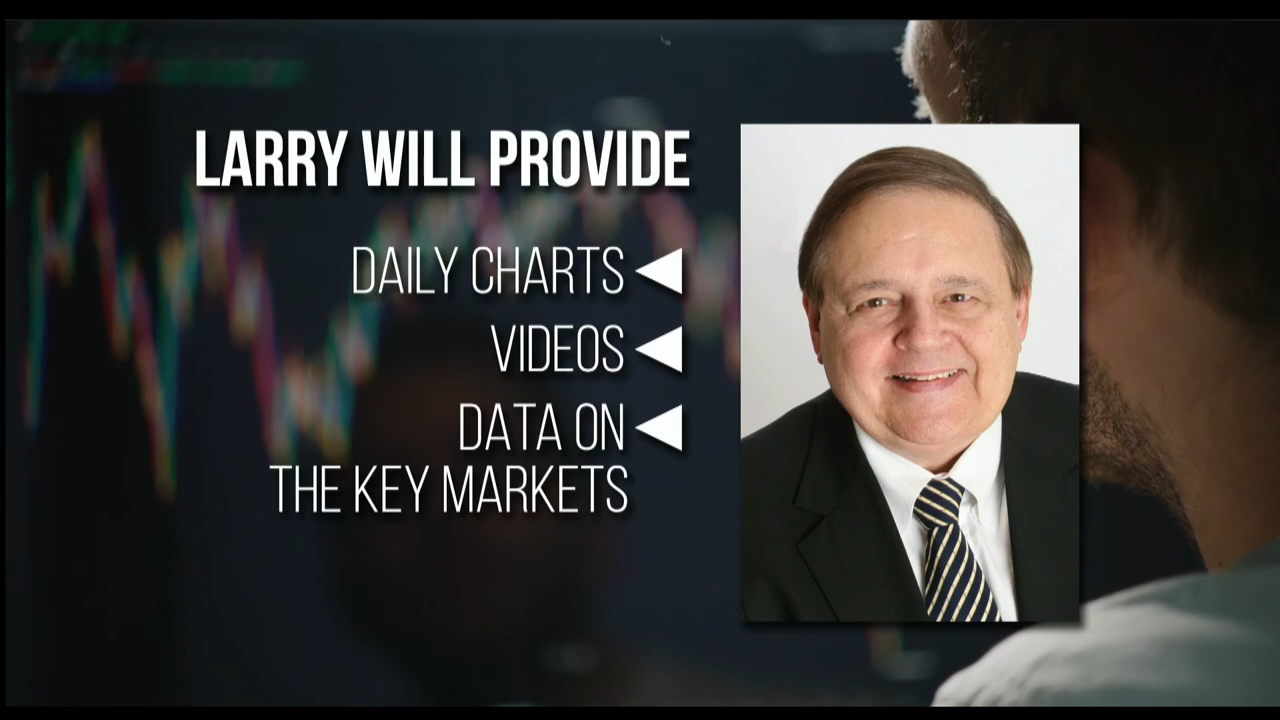 LARRY WILL PROVIDE
DAILY CHARTS
VIDEOS
DATA ON
THE KEY MARKETS